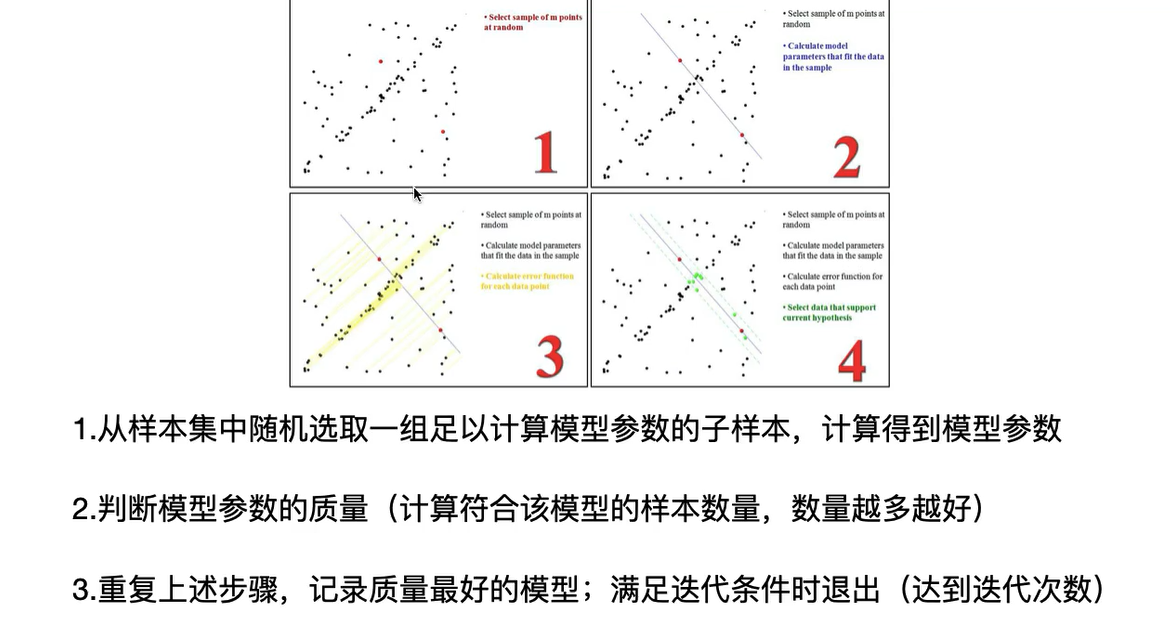 • Select sample of m points
at random
1
• Select sample of m points at
random
• Calculate model
parameters that fit the data
in the sample
2
• Select sample of m points at
random
• Calculate model parameters
that fit the data in the sample
• Calculate error function
for each data point
3
• Select sample of m points at
random
• Calculate model parameters
that fit the data in the sample
• Calculate error function for
each data point
• Select data that support
current hypothesis
4
1.从样本集中随机选取一组足以计算模型参数的子样本，计算得到模型参数
2.判断模型参数的质量（计算符合该模型的样本数量，数量越多越好）
3.重复上述步骤，记录质量最好的模型；满足迭代条件时退出（达到迭代次数）